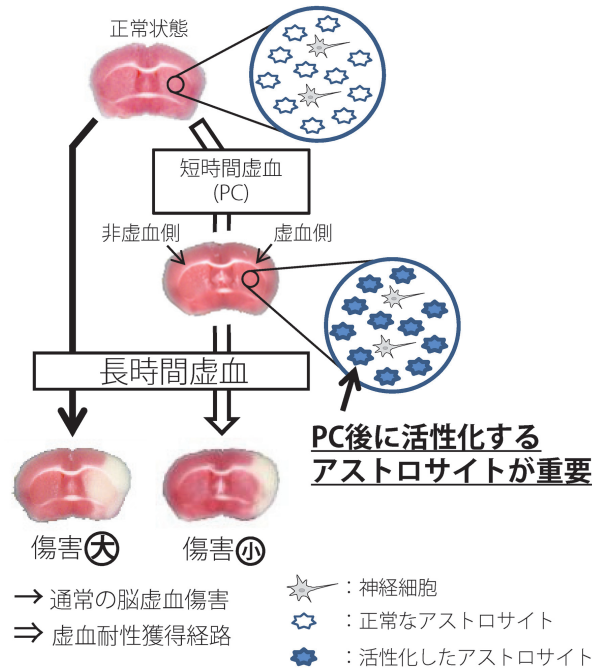 正常状態
短時間虚血
(PC)
非虚血側
虚血側
長時間虚血
PC後に活性化する
アストロサイトが重要
傷害大
傷害小
→ 通常の脳虚血傷害
⇒ 虚血耐性獲得経路
：神経細胞
：正常なアストロサイト
：活性化したアストロサイト